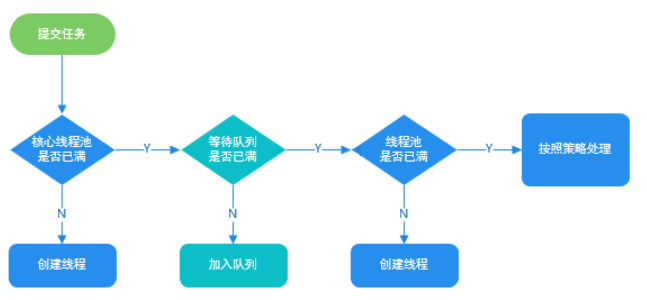 提交任务
核心线程池
是否已满
Y
等待队列
是否已满
Y
线程池
是否已满
Y
按照策略处理
N
N
N
创建线程
加入队列
创建线程